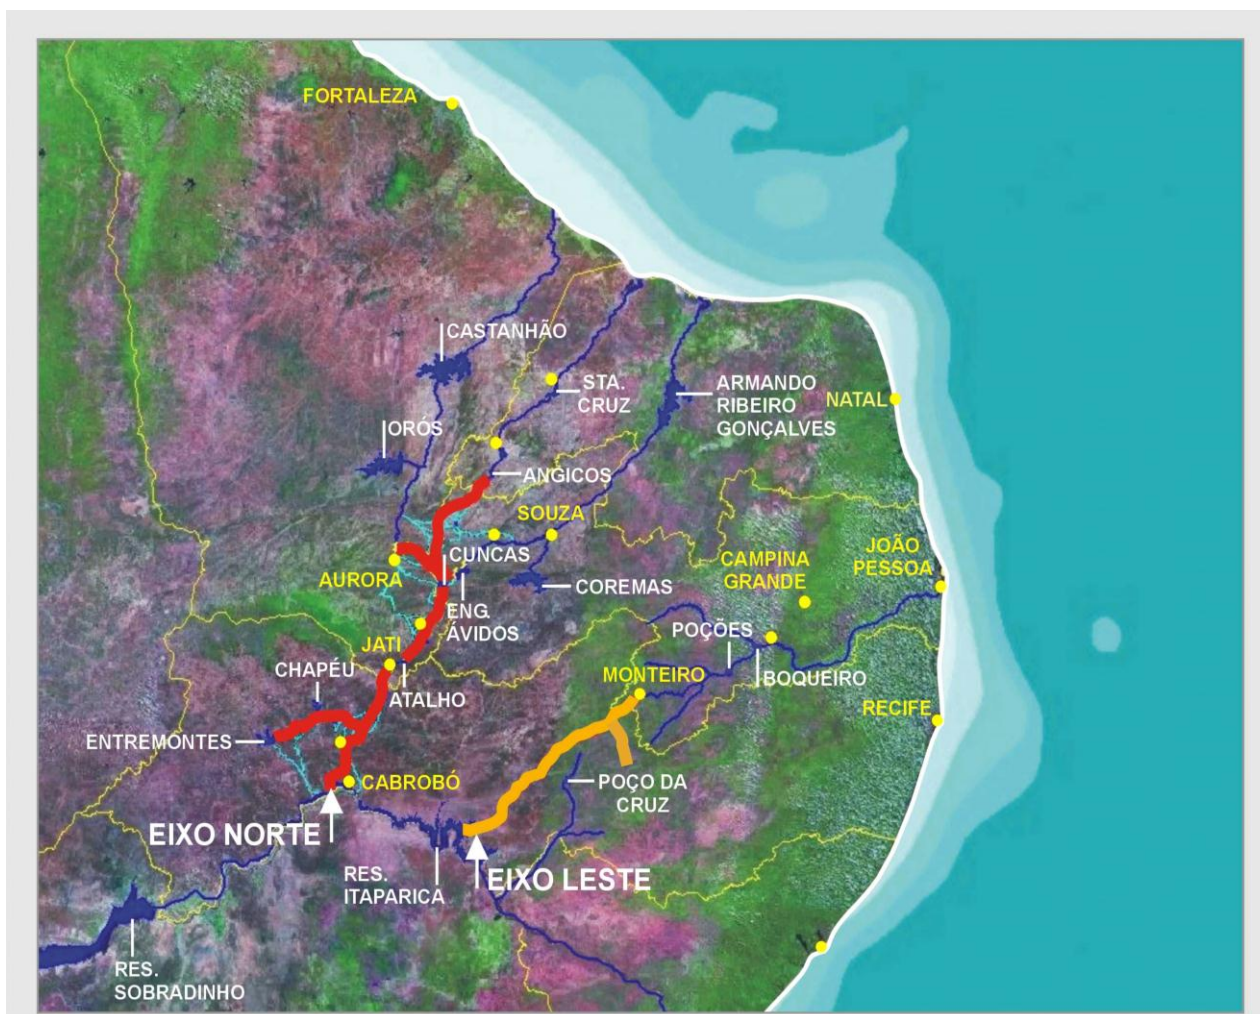 FORTALEZA
CASTANHÃO
STA.
CRUZ
ARMANDO
RIBEIRO
GONÇALVES
NATAL
ORÓS
ANGICOS
SOUZA
CUNCAS
AURORA
COREMAS
CAMPINA
GRANDE
JOÃO
PESSOA
ENG.
ÁVIDOS
JATI
POÇÕES
CHAPÉU
ATALHO
MONTEIRO
BOQUEIRO
RECIFE
ENTREMONTES
CABROBÓ
POÇO DA
CRUZ
EIXO NORTE
RES.
ITAPARICA
EIXO LESTE
RES.
SOBRADINHO